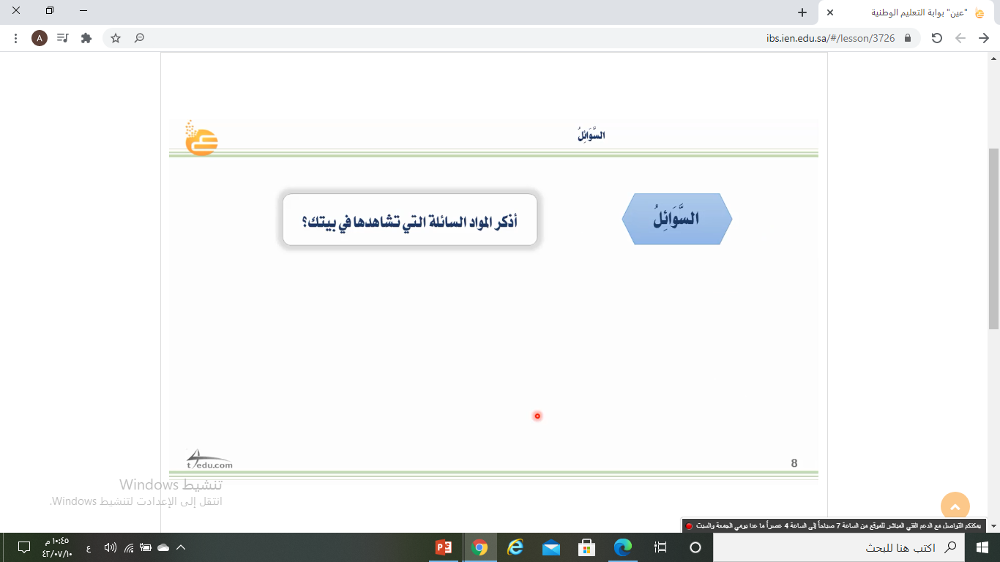 "عين" بوابة التعليم الوطنية
ibs.ien.edu.sa/#/lesson/3726
A
السَّوَائِلُ
السَّوَائِلُ
أذكر المواد السائلة التي تشاهدها في بيتك؟
t4edu.com
8
تنشيط Windows
انتقل إلى الإعدادت لتنشيط Windows.
يمكنكم التواصل مع الدعم الفني المباشر للموقع من الساعة 7 صباحاً إلى الساعة 4 عصراً ما عدا يومي الجمعة والسبت
اكتب هنا للبحث
ع
١٠:٤٥ م
٤٢/٠٧/١٠